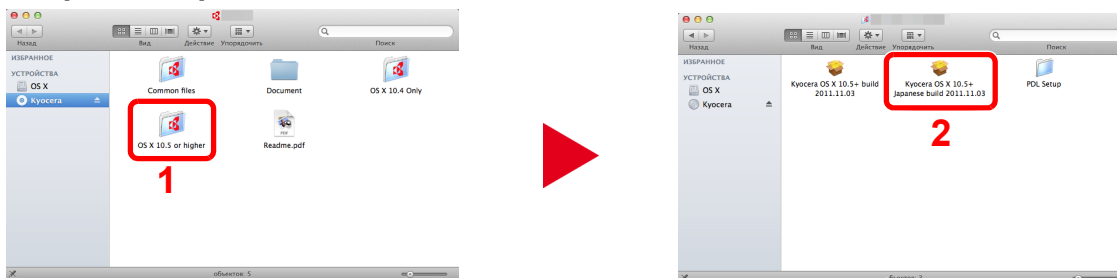 Назад
Вид
Действие
Упорядочить
Поиск
ИЗБРАННОЕ
УСТРОЙСТВА
OS X
Kyocera
Common files
Document
OS X 10.4 Only
OS X 10.5 or higher
PDF
Readme.pdf
1
объектов: 5
Назад
Вид
Действие
Упорядочить
Поиск
ИЗБРАННОЕ
УСТРОЙСТВА
OS X
Kyocera
Kyocera OS X 10.5+ build
2011.11.03
Kyocera OS X 10.5+
Japanese build 2011.11.03
PDL Setup
2